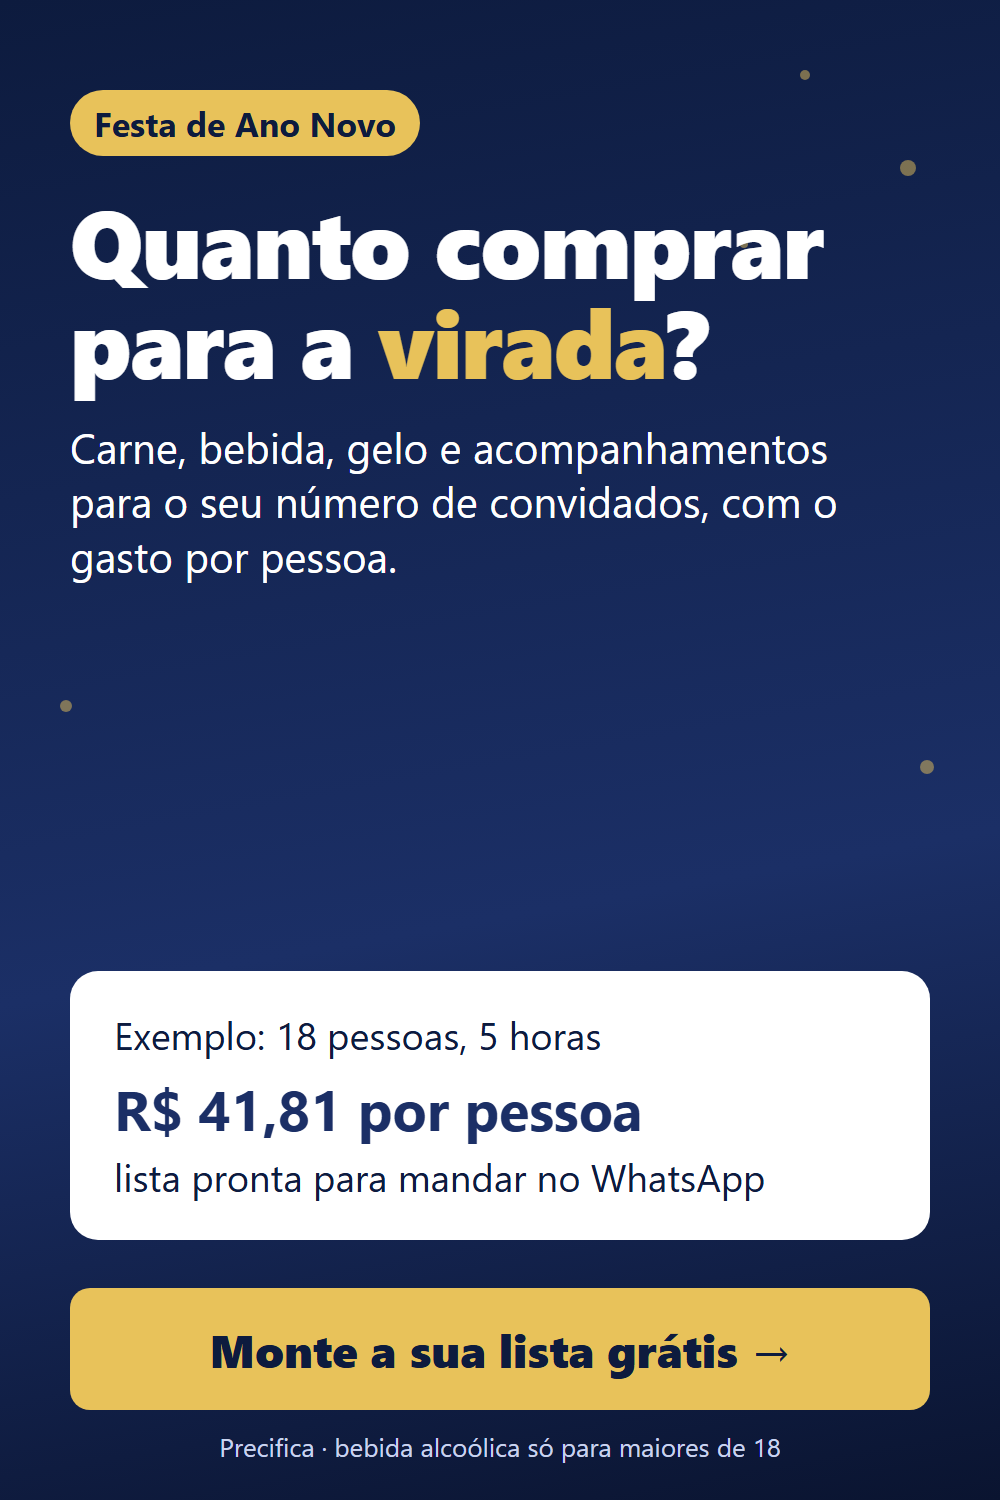 Festa de Ano Novo
Quanto comprar
para a virada?
Carne, bebida, gelo e acompanhamentos
para o seu número de convidados, com o
gasto por pessoa.
Exemplo: 18 pessoas, 5 horas
R$ 41,81 por pessoa
lista pronta para mandar no WhatsApp
Monte a sua lista grátis →
Precifica · bebida alcoólica só para maiores de 18